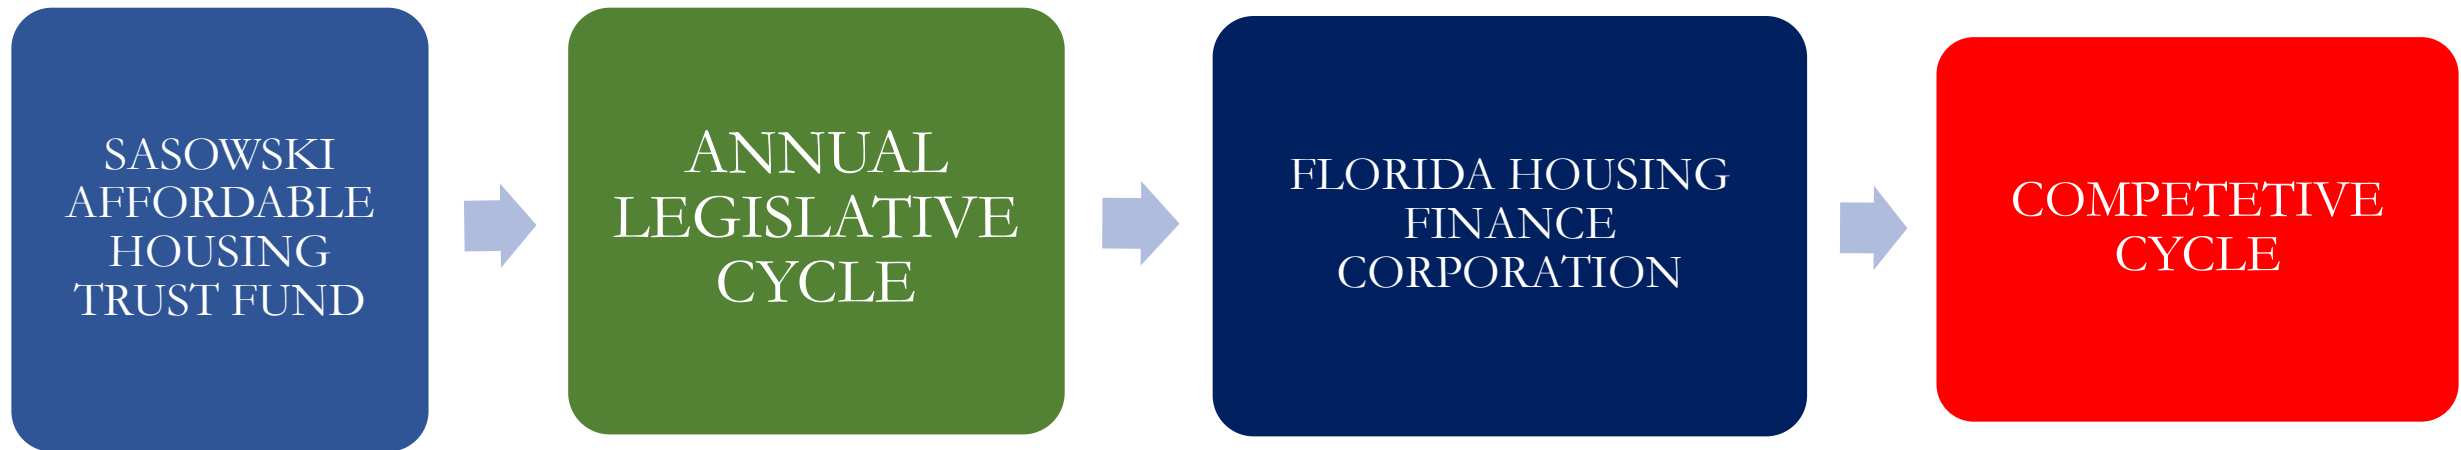 SASOWSKI
AFFORDABLE
HOUSING
TRUST FUND
ANNUAL
LEGISLATIVE
CYCLE
FLORIDA HOUSING
FINANCE
CORPORATION
COMPETETIVE
CYCLE